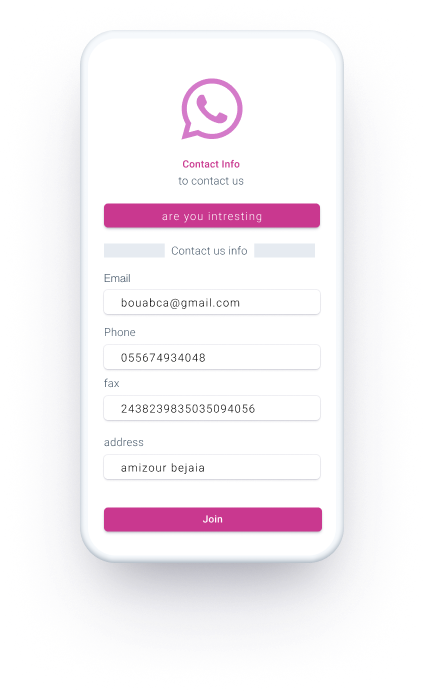 Contact Info
to contact us
are you intresting
Contact us info
Email
bouabca@gmail.com
Phone
055674934048
fax
2438239835035094056
address
amizour bejaia
Join